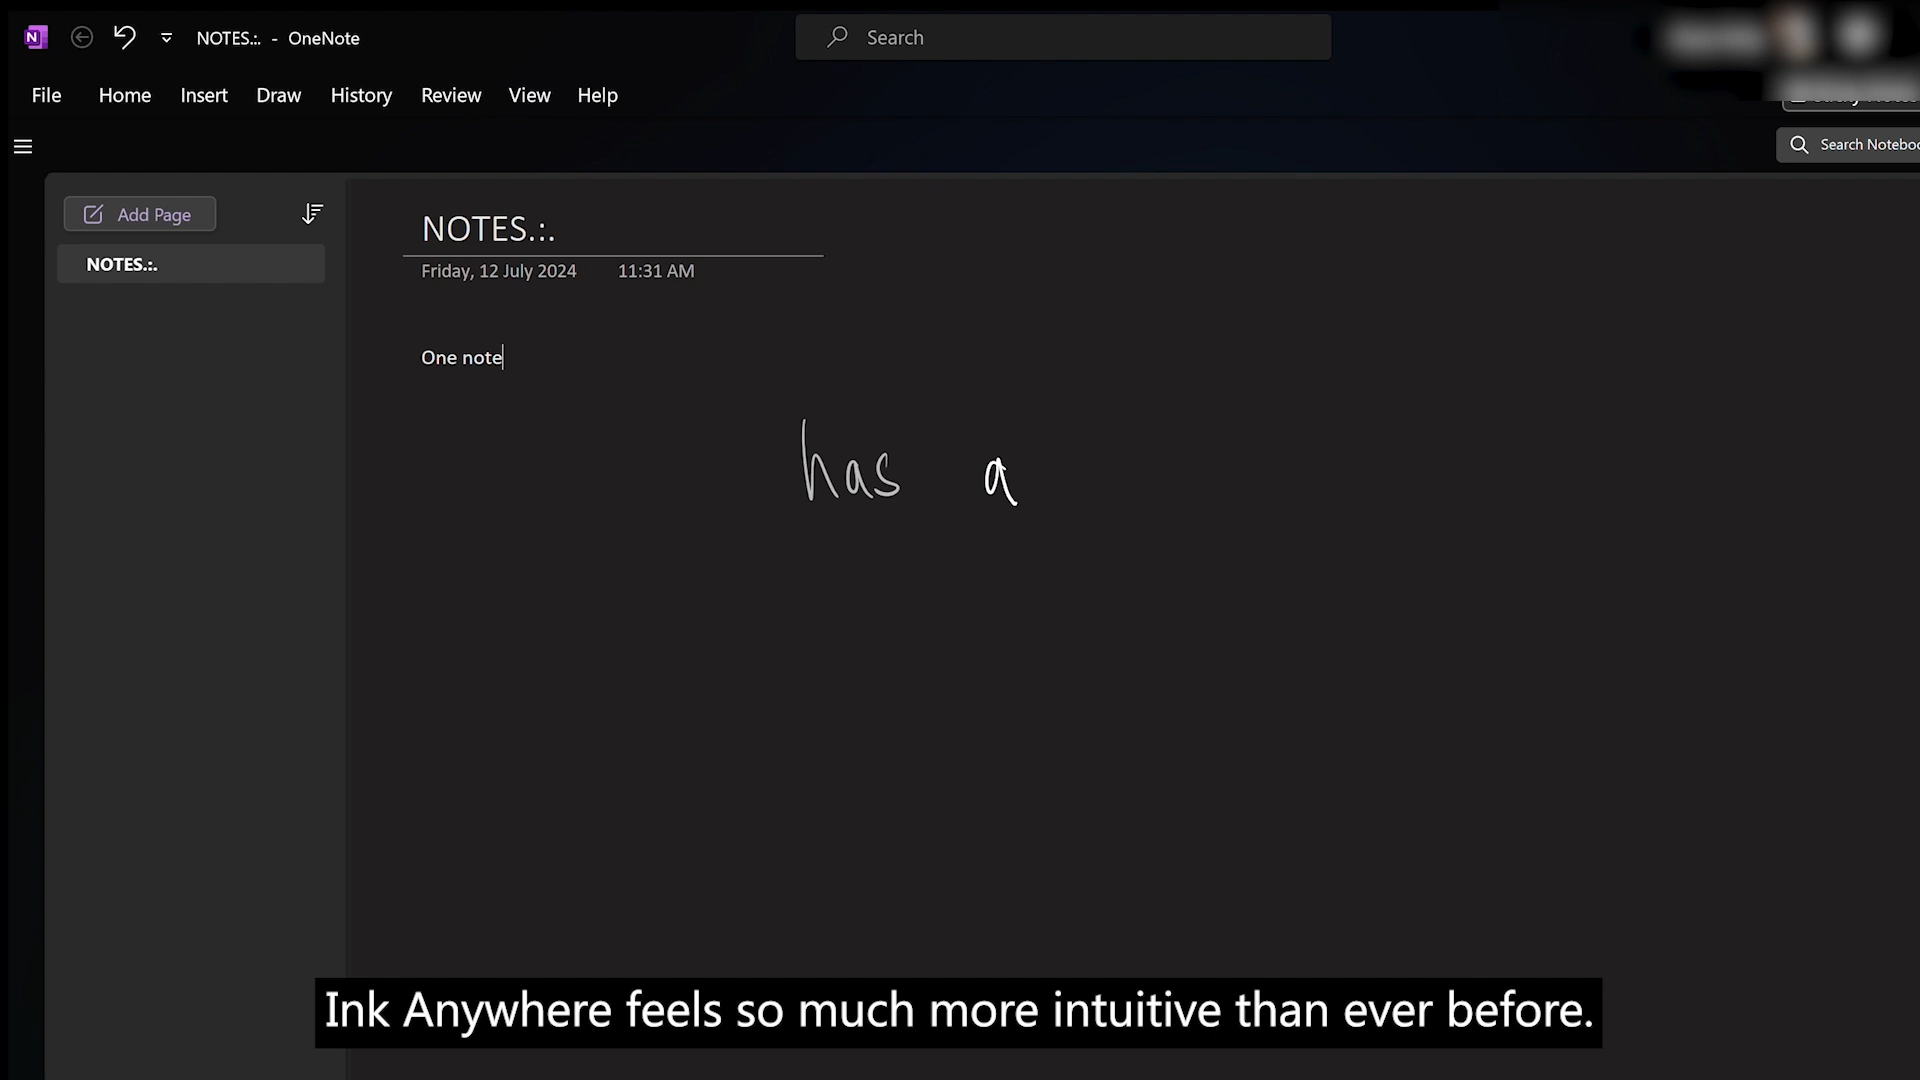 N
NOTES.:. - OneNote
Search
File Home Insert Draw History Review View Help
Search
Add Page
NOTES.:.
NOTES.:.
Friday, 12 July 2024 11:31 AM
One note
has a
Ink Anywhere feels so much more intuitive than ever before.